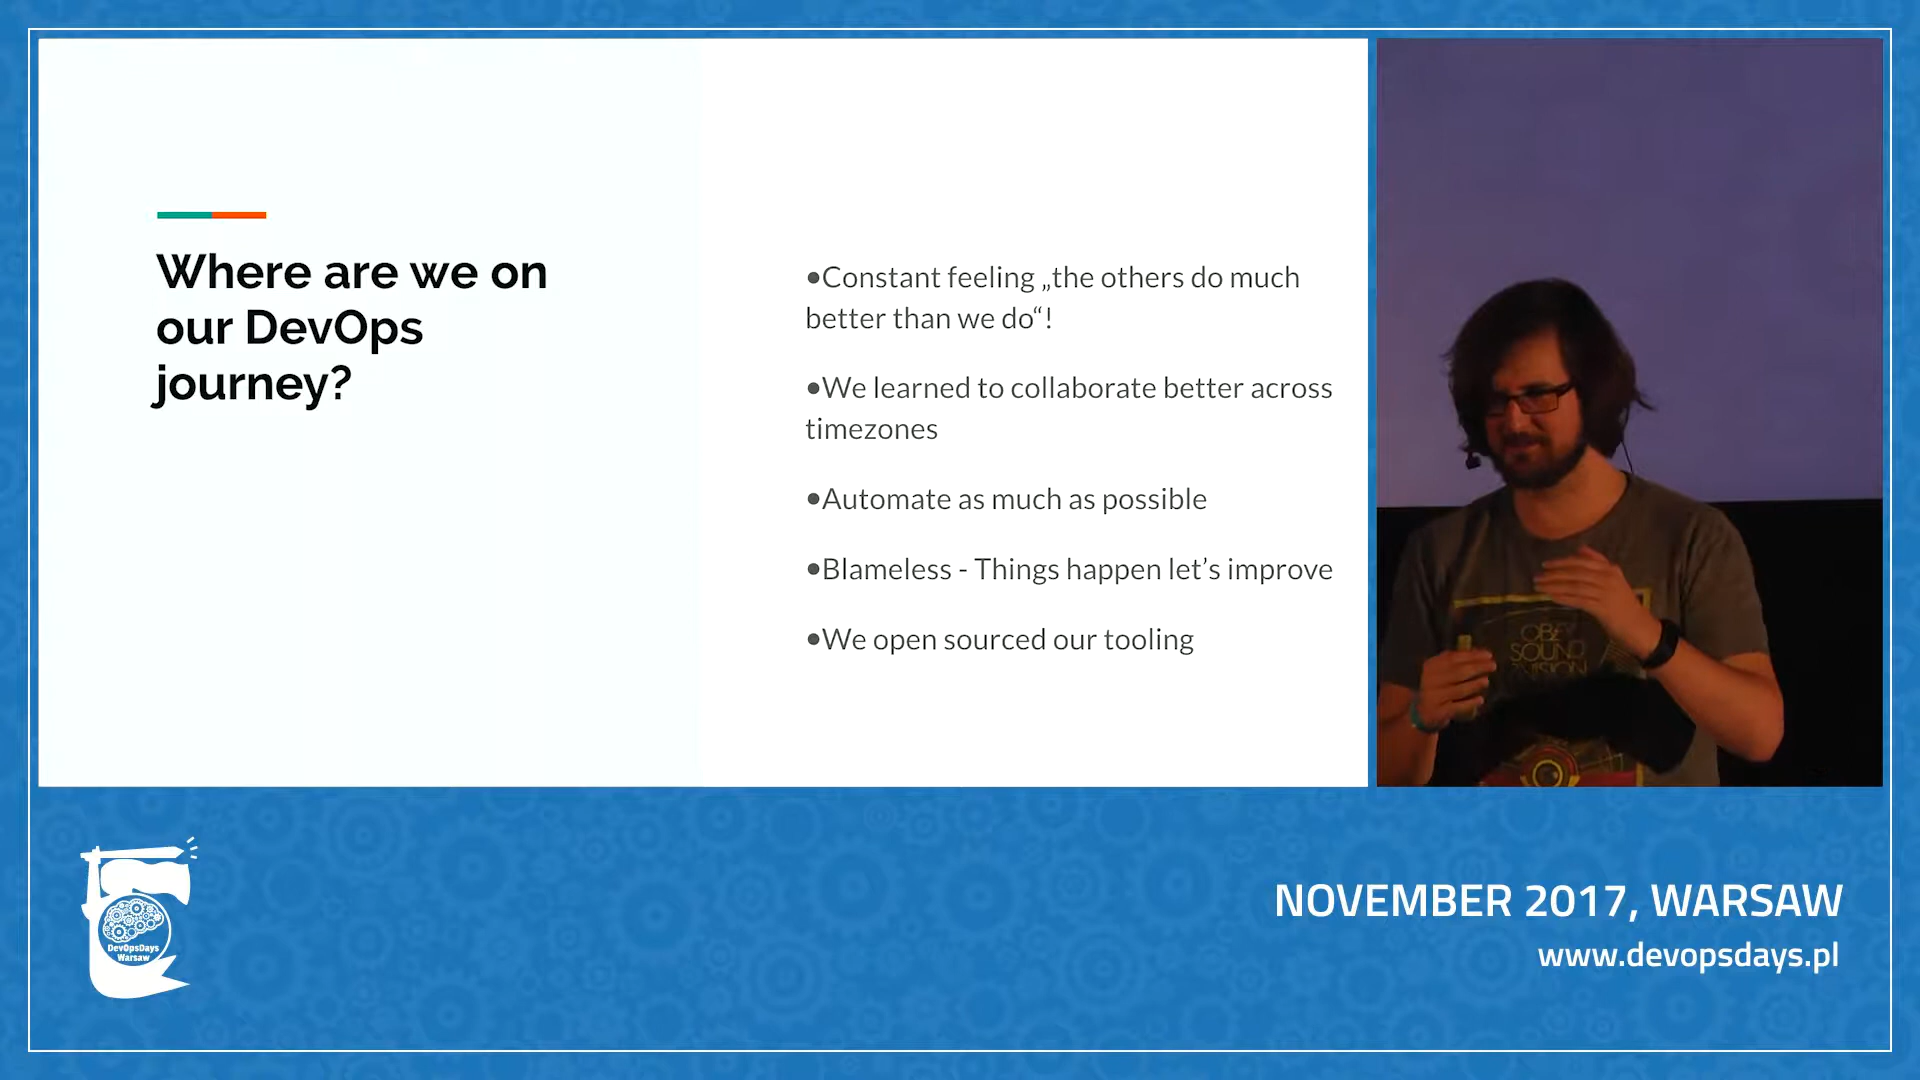 Where are we on
our DevOps
journey?
●Constant feeling „the others do much
better than we do“!
●We learned to collaborate better across
timezones
●Automate as much as possible
●Blameless - Things happen let’s improve
●We open sourced our tooling
OBEY
SOUND
DevOpsDays
Warsaw
NOVEMBER 2017, WARSAW
www.devopsdays.pl